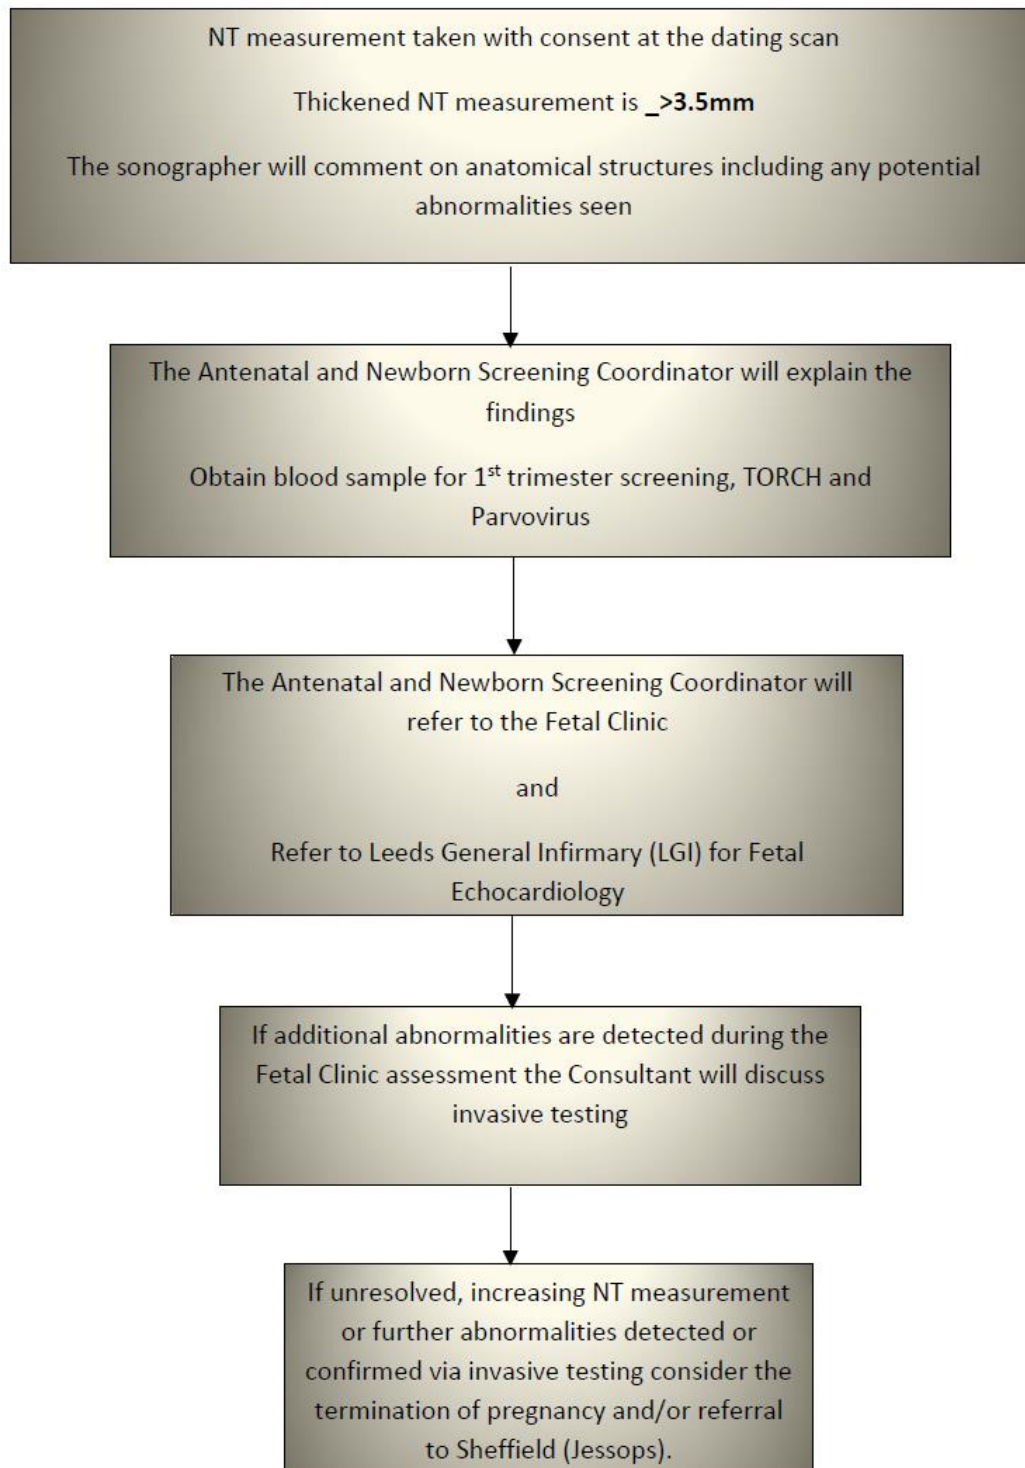 NT measurement taken with consent at the dating scan
Thickened NT measurement is _>3.5mm
The sonographer will comment on anatomical structures including any potential
abnormalities seen
The Antenatal and Newborn Screening Coordinator will explain the
findings
Obtain blood sample for 1st trimester screening, TORCH and
Parvovirus
The Antenatal and Newborn Screening Coordinator will
refer to the Fetal Clinic
and
Refer to Leeds General Infirmary (LGI) for Fetal
Echocardiology
If additional abnormalities are detected during the
Fetal Clinic assessment the Consultant will discuss
invasive testing
If unresolved, increasing NT measurement
or further abnormalities detected or
confirmed via invasive testing consider the
termination of pregnancy and/or referral
to Sheffield (Jessops).